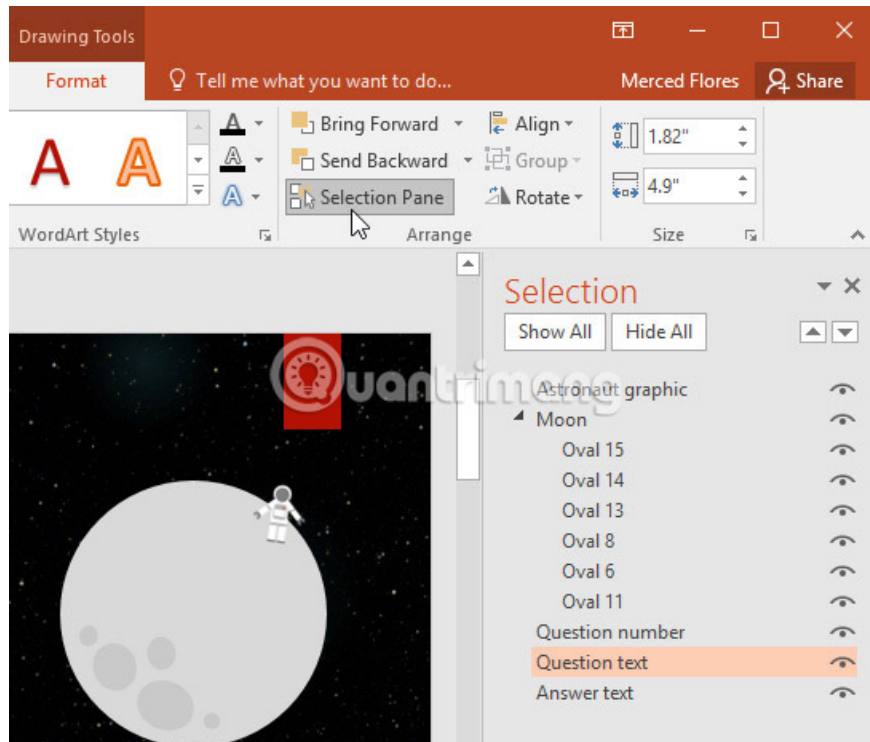 Drawing Tools
Format Tell me what you want to do... Merced Flores Share
A A A Bring Forward Align 1.82"
A Send Backward Group
A Selection Pane Rotate 4.9"
WordArt Styles Arrange Size
Selection
Show All Hide All
Quantrimang
Astronaut graphic
Moon
Oval 15
Oval 14
Oval 13
Oval 8
Oval 6
Oval 11
Question number
Question text
Answer text